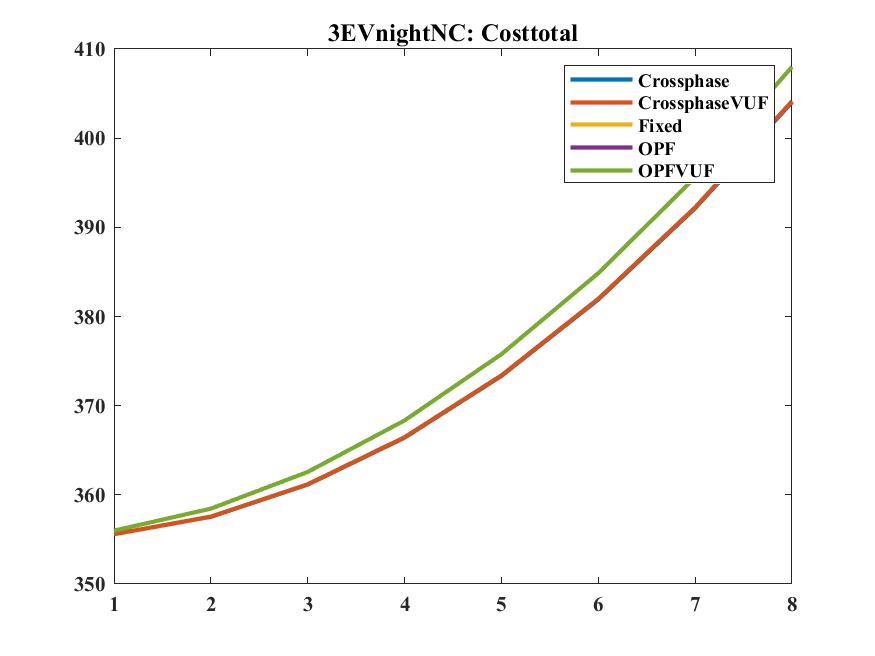 3EVnightNC: Costtotal
410
400
390
380
370
360
350
Crossphase
CrossphaseVUF
Fixed
OPF
OPFVUF
1 2 3 4 5 6 7 8